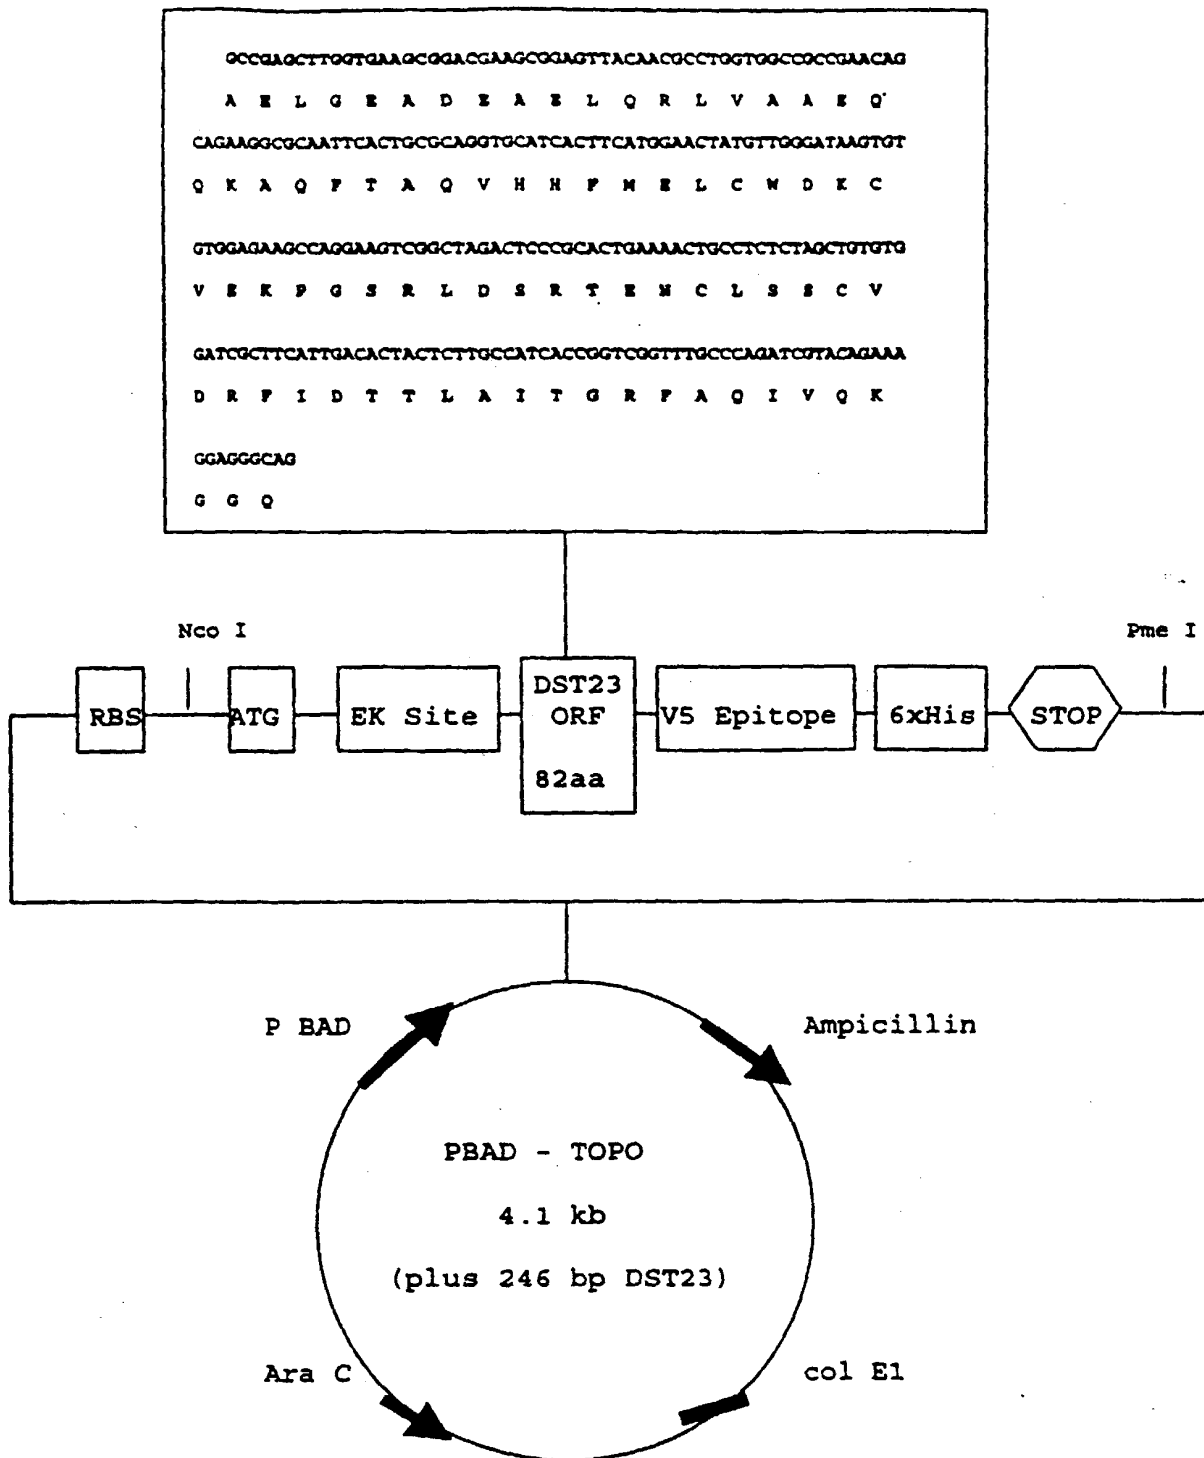 GCCGAGCTTGGTGAAGCGGACGAAGCGGAGTTACAACGCCTGGTGGCCGCCGAACAG
A E L G E A D E A E L Q R L V A A E Q
CAGAAGGCGCAATTCACTGCGCAGGTGCATCACTTCATGGAACTATGTTGGGATAAGTGT
Q K A Q F T A Q V H H F M E L C W D K C
GTGGAGAAGCCAGGAAGTCGGCTAGACTCCCGCACTGAAAACTGCCTCTCTAGCTGTGTG
V E K P G S R L D S R T E N C L S S C V
GATCGCTTCATTGACACTACTCTTGCCATCACCGGTCGGTTTGCCCAGATCGTACAGAAA
D R F I D T T L A I T G R F A Q I V Q K
GGAGGGCAG
G G Q
Nco I
Pme I
RBS
ATG
EK Site
DST23
ORF
82aa
V5 Epitope
6xHis
STOP
P BAD
Ampicillin
PBAD - TOPO
4.1 kb
(plus 246 bp DST23)
Ara C
col E1